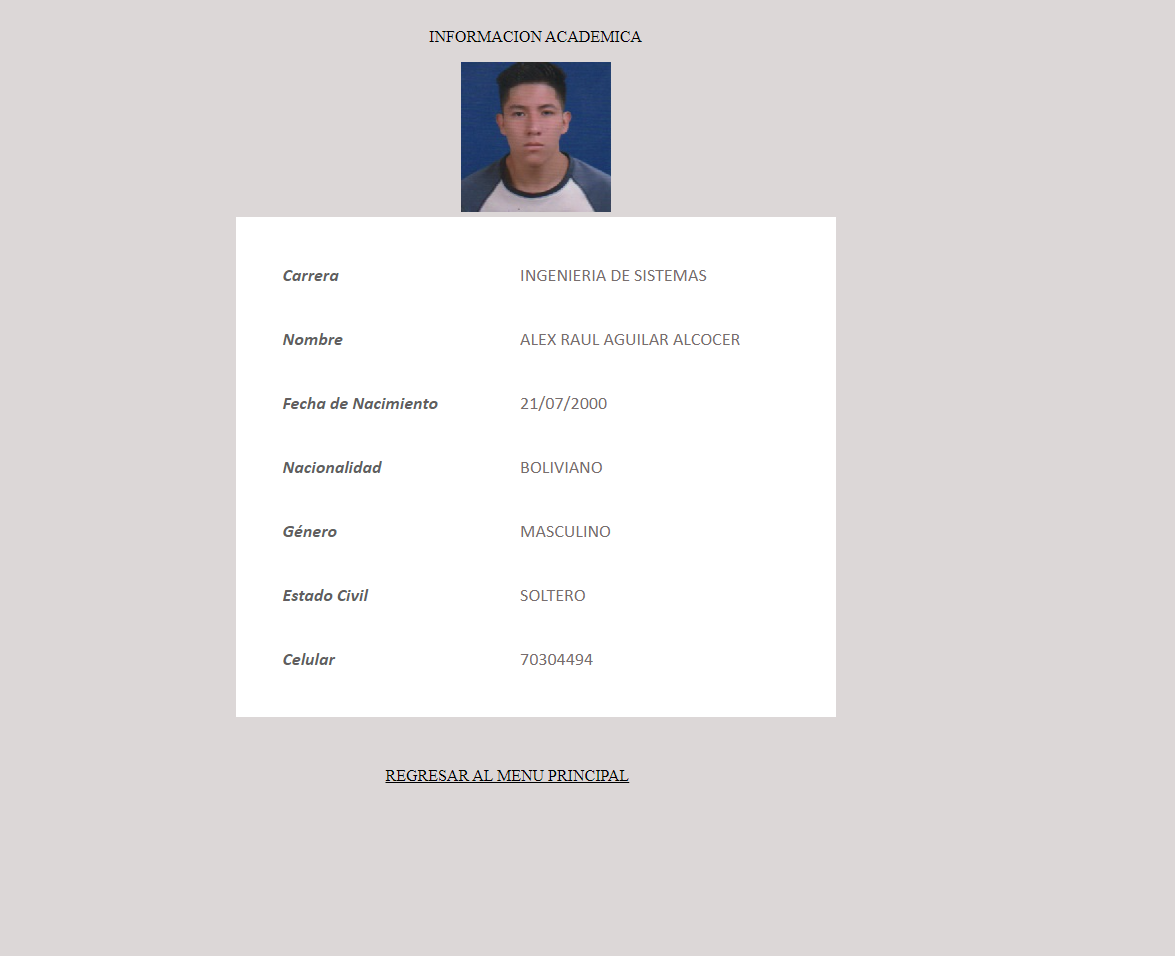 INFORMACION ACADEMICA
Carrera INGENIERIA DE SISTEMAS
Nombre ALEX RAUL AGUILAR ALCOCER
Fecha de Nacimiento 21/07/2000
Nacionalidad BOLIVIANO
Género MASCULINO
Estado Civil SOLTERO
Celular 70304494
REGRESAR AL MENU PRINCIPAL